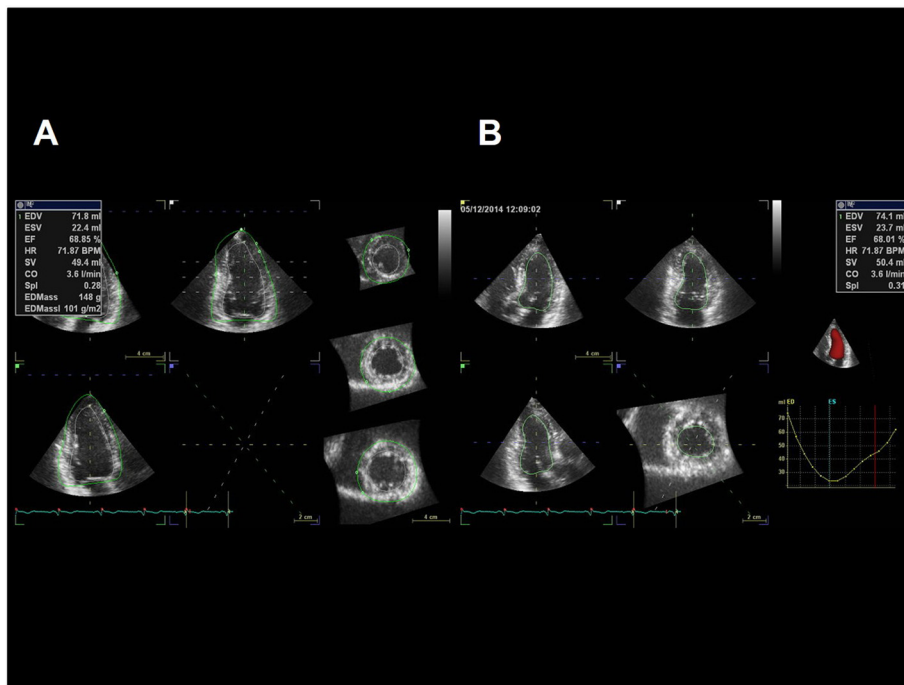 A
B
1 EDV 71.8 ml
ESV 22.4 ml
EF 68.85 %
HR 71.87 BPM
SV 49.4 ml
CO 3.6 l/min
SpI 0.28
EDMass 148 g
EDMassI 101 g/m2
4 cm
2 cm
4 cm
05/12/2014 12:09:02
4 cm
2 cm
1 EDV 74.1 ml
ESV 23.7 ml
EF 68.01 %
HR 71.87 BPM
SV 50.4 ml
CO 3.6 l/min
SpI 0.31
ml ED ES
70
60
50
40
30